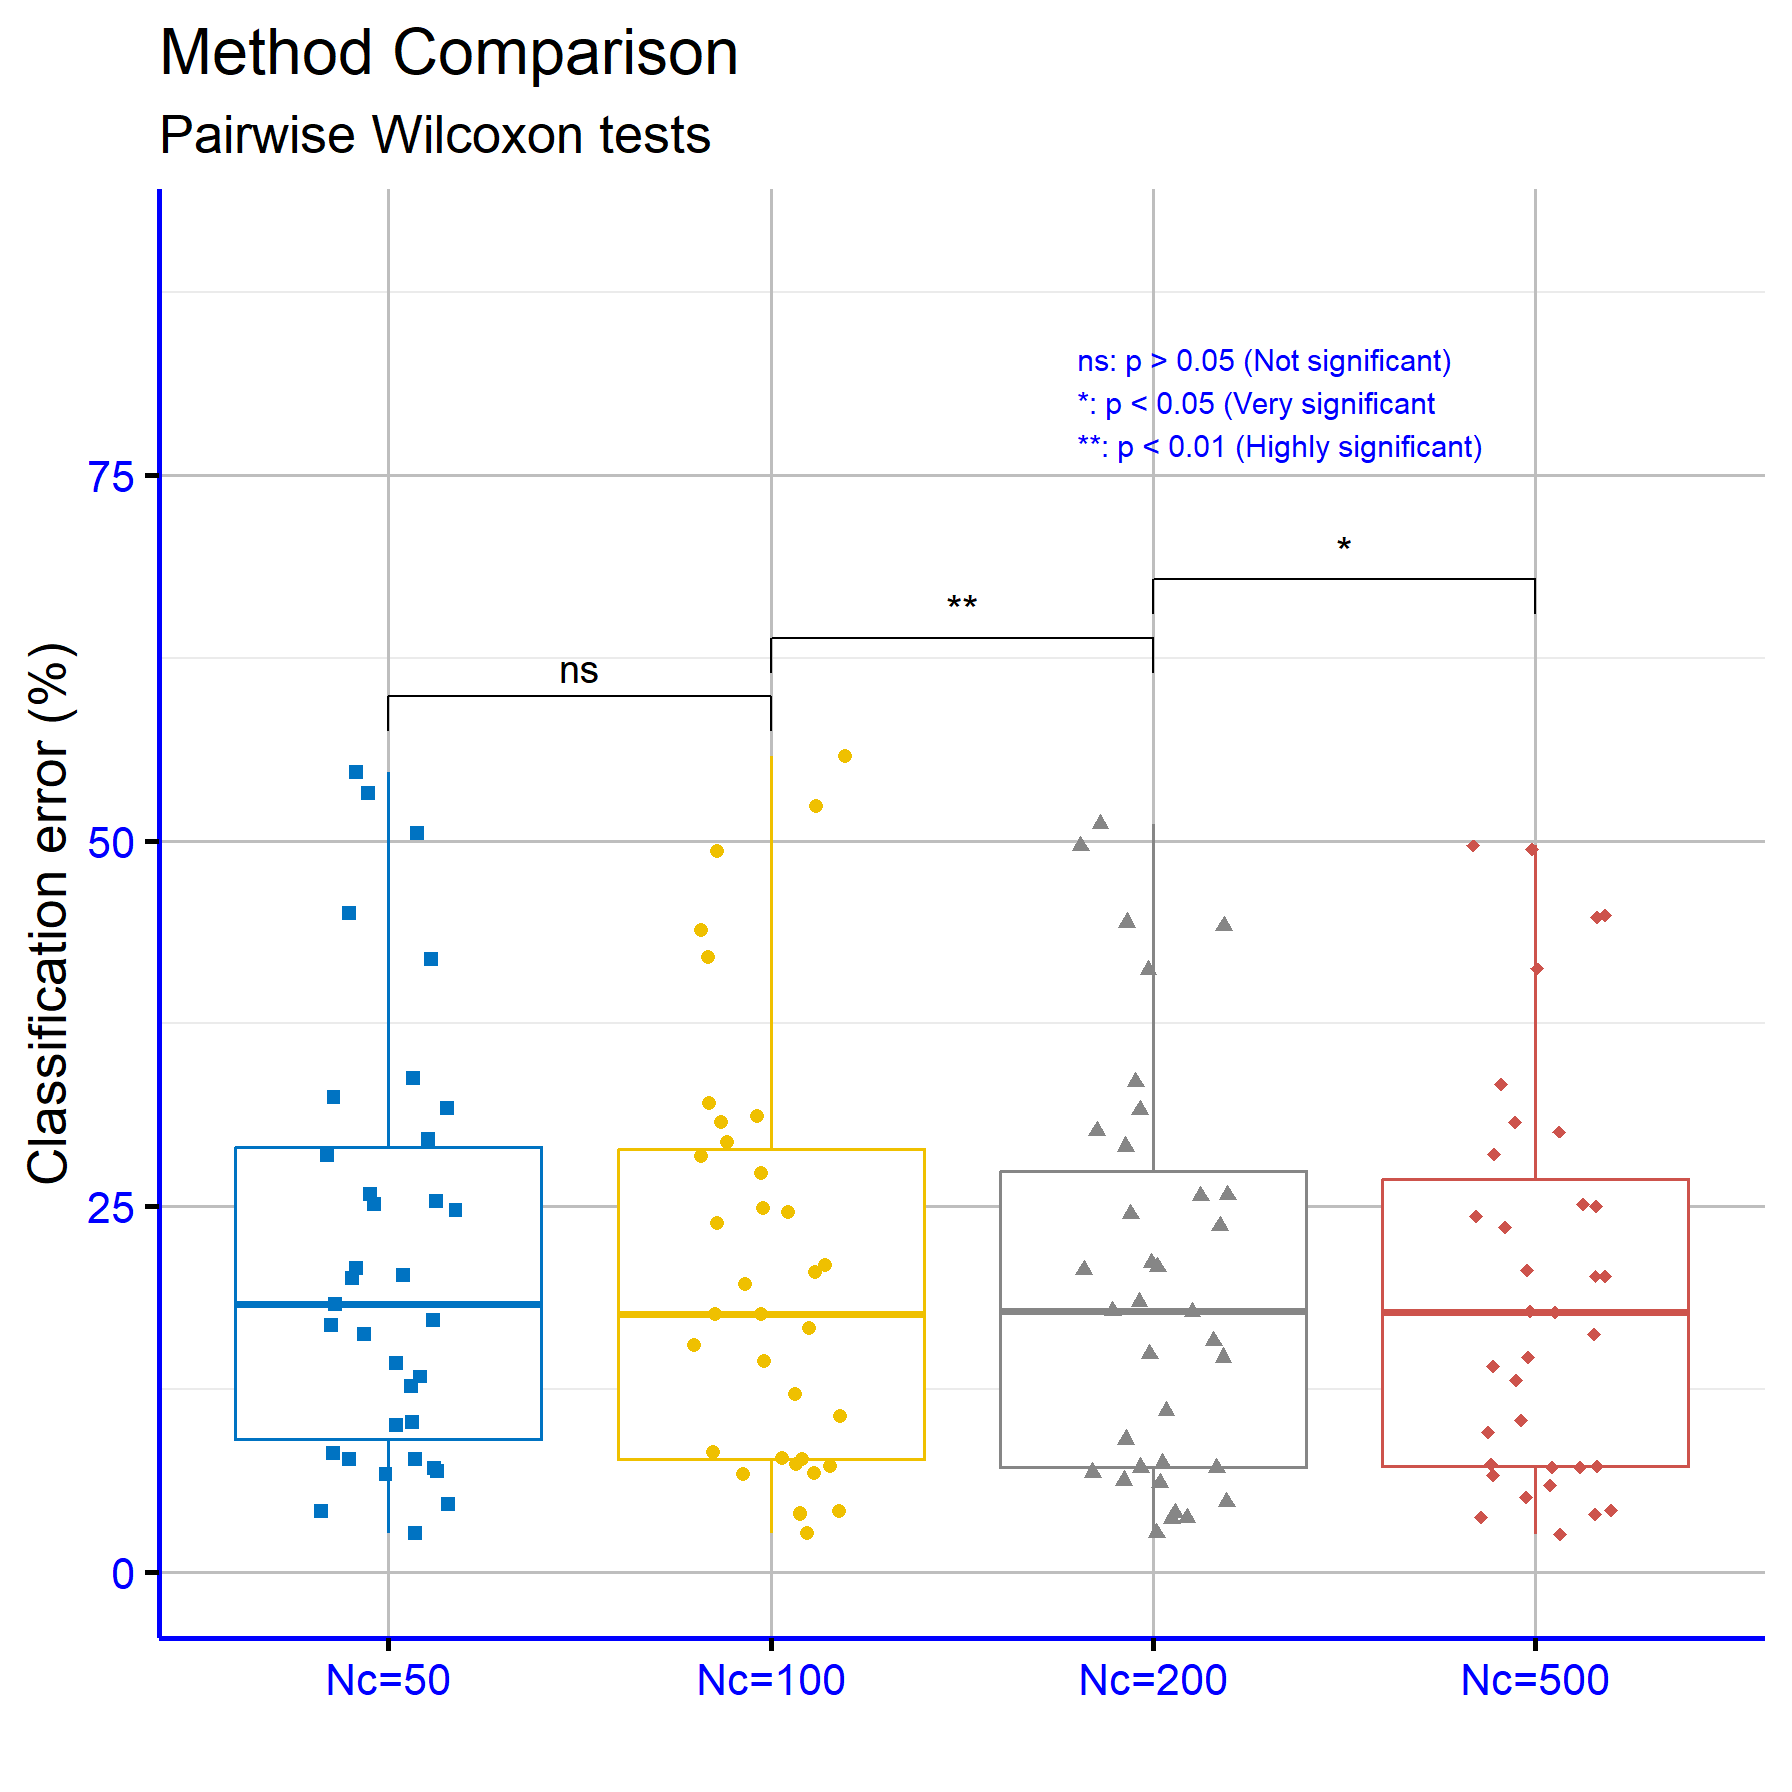 Method Comparison
Pairwise Wilcoxon tests
ns: p > 0.05 (Not significant)
*: p < 0.05 (Very significant
**: p < 0.01 (Highly significant)
75
*
**
ns
50
25
0
Classification error (%)
Nc=50
Nc=100
Nc=200
Nc=500